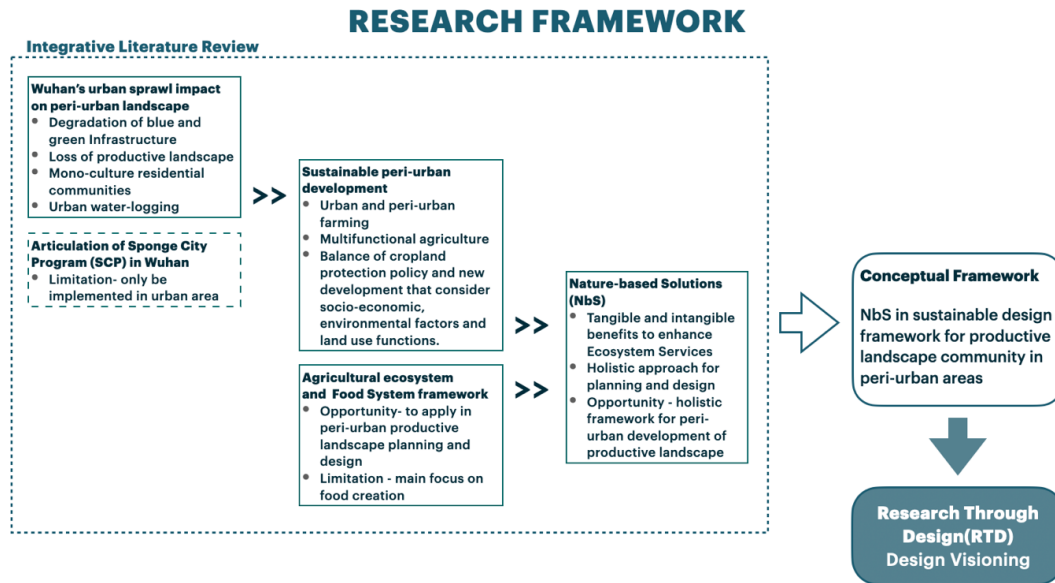 RESEARCH FRAMEWORK
Integrative Literature Review
Wuhan's urban sprawl impact
on peri-urban landscape
• Degradation of blue and
green Infrastructure
• Loss of productive landscape
• Mono-culture residential
communities
• Urban water-logging
Articulation of Sponge City
Program (SCP) in Wuhan
• Limitation- only be
implemented in urban area
>>
Sustainable peri-urban
development
• Urban and peri-urban
farming
• Multifunctional agriculture
• Balance of cropland
protection policy and new
development that consider
socio-economic,
environmental factors and
land use functions.
Agricultural ecosystem
and Food System framework
• Opportunity- to apply in
peri-urban productive
landscape planning and
design
• Limitation - main focus on
food creation
>>
>>
Nature-based Solutions
(NbS)
• Tangible and intangible
benefits to enhance
Ecosystem Services
• Holistic approach for
planning and design
• Opportunity - holistic
framework for peri-
urban development of
productive landscape
Conceptual Framework
NbS in sustainable design
framework for productive
landscape community in
peri-urban areas
Research Through
Design(RTD)
Design Visioning